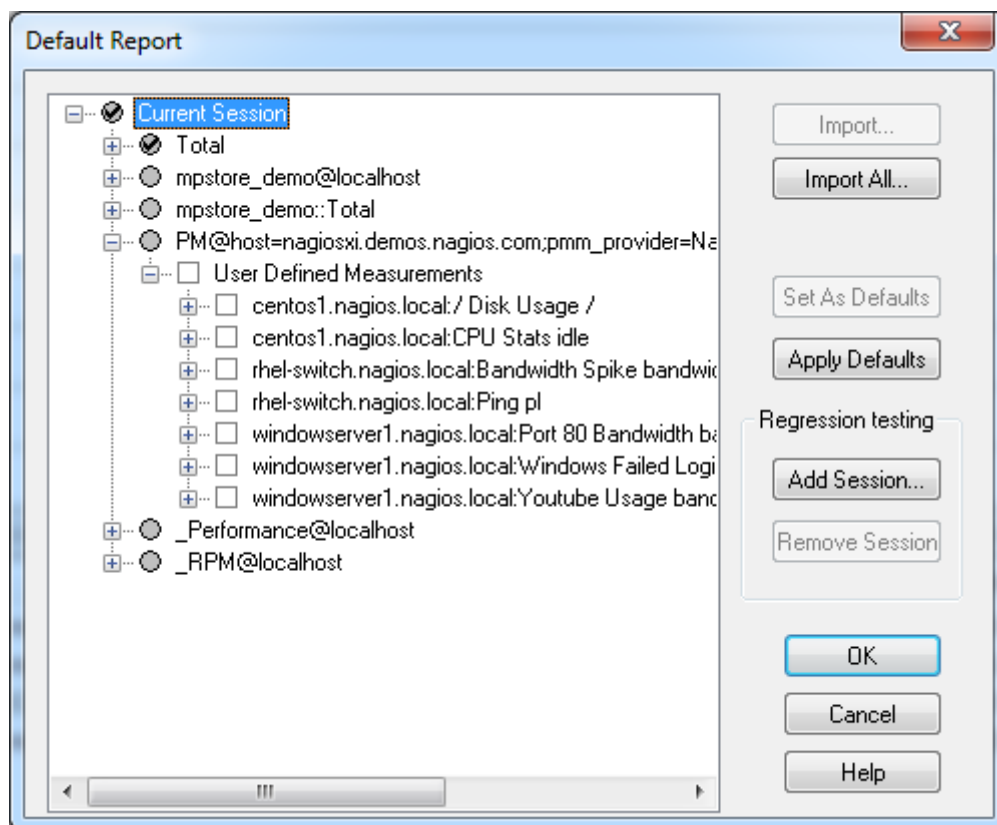 Default Report
Current Session
Total
mpstore_demo@localhost
mpstore_demo::Total
PM@host=nagiosxi.demos.nagios.com;pmm_provider=Na
User Defined Measurements
centos1.nagios.local:/ Disk Usage /
centos1.nagios.local:CPU Stats idle
rhel-switch.nagios.local:Bandwidth Spike bandwic
rhel-switch.nagios.local:Ping pl
windowserver1.nagios.local:Port 80 Bandwidth ba
windowserver1.nagios.local:Windows Failed Logi
windowserver1.nagios.local:Youtube Usage banc
_Performance@localhost
_RPM@localhost
Import...
Import All...
Set As Defaults
Apply Defaults
Regression testing
Add Session...
Remove Session
OK
Cancel
Help